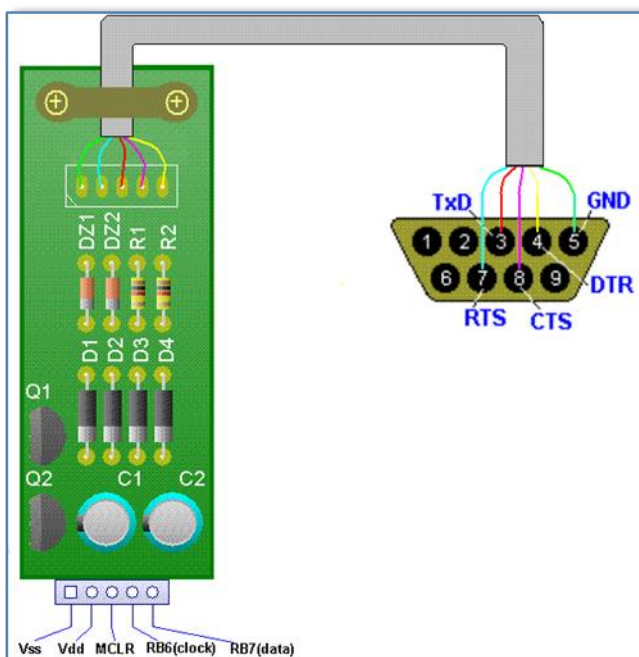 TxD GND
1 2 3 4 5
DTR
6 7 8 9
RTS CTS
DZ1 DZ2 R1 R2
D1 D2 D3 D4
Q1
Q2 C1 C2
Vss Vdd MCLR RB6(clock) RB7(data)